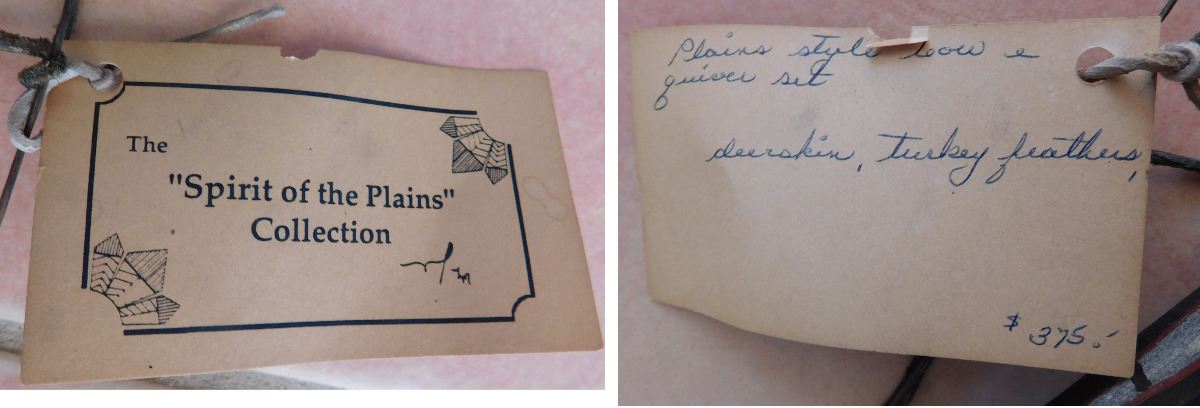 The
"Spirit of the Plains"
Collection
Plains style bow e
quiver set
deerskin, turkey feathers,
$ 375.-